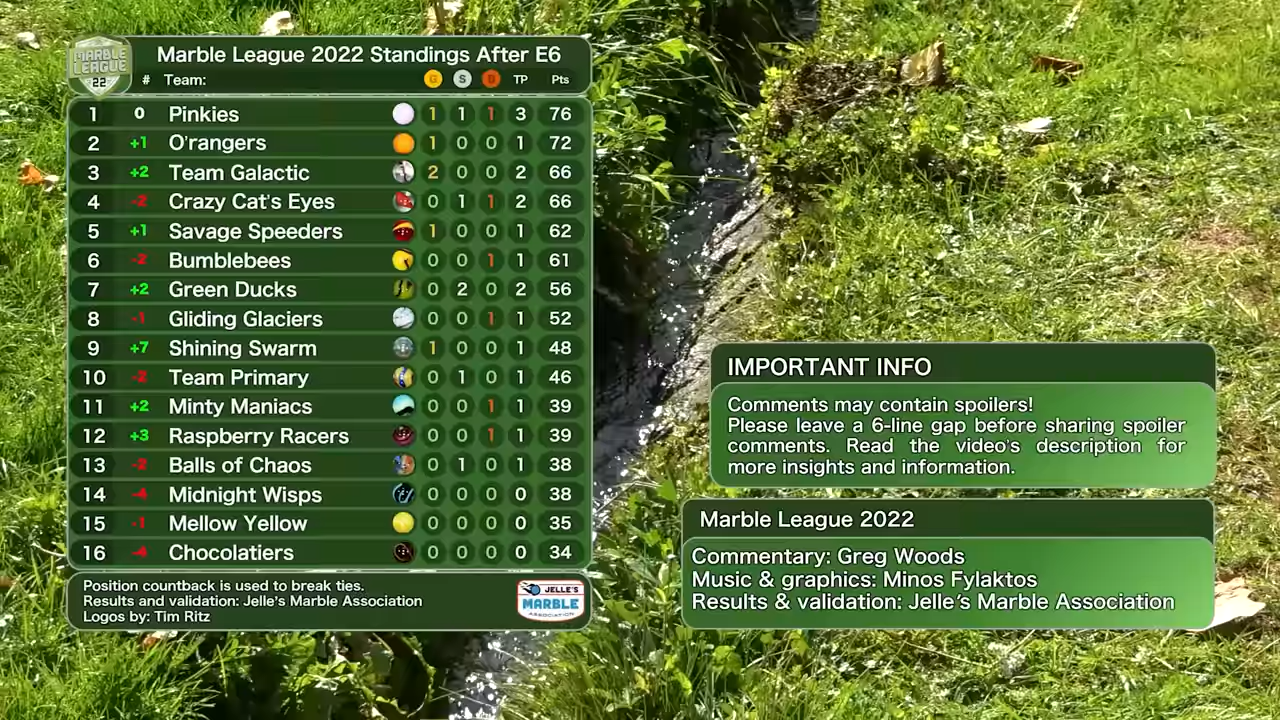 MARBLE
LEAGUE
22
Marble League 2022 Standings After E6
# Team: G S B TP Pts
1 0 Pinkies 1 1 1 3 76
2 +1 O'rangers 1 0 0 1 72
3 +2 Team Galactic 2 0 0 2 66
4 -2 Crazy Cat's Eyes 0 1 1 2 66
5 +1 Savage Speeders 1 0 0 1 62
6 -2 Bumblebees 0 0 1 1 61
7 +2 Green Ducks 0 2 0 2 56
8 -1 Gliding Glaciers 0 0 1 1 52
9 +7 Shining Swarm 1 0 0 1 48
10 -2 Team Primary 0 1 0 1 46
11 +2 Minty Maniacs 0 0 1 1 39
12 +3 Raspberry Racers 0 0 1 1 39
13 -2 Balls of Chaos 0 1 0 1 38
14 -4 Midnight Wisps 0 0 0 0 38
15 -1 Mellow Yellow 0 0 0 0 35
16 -4 Chocolatiers 0 0 0 0 34
Position countback is used to break ties.
Results and validation: Jelle's Marble Association
Logos by: Tim Ritz
JELLE'S
MARBLE
ASSOCIATION
IMPORTANT INFO
Comments may contain spoilers!
Please leave a 6-line gap before sharing spoiler
comments. Read the video's description for
more insights and information.
Marble League 2022
Commentary: Greg Woods
Music & graphics: Minos Fylaktos
Results & validation: Jelle's Marble Association